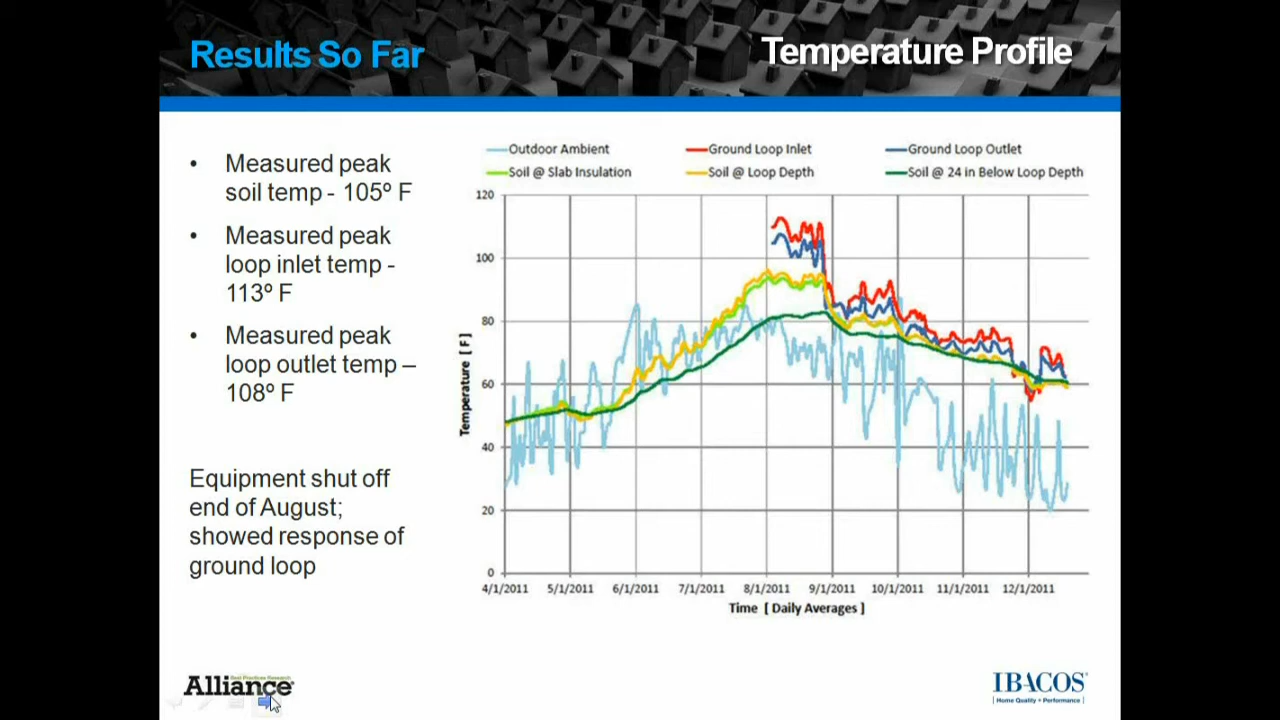 Results So Far
Temperature Profile
• Measured peak
soil temp - 105º F
• Measured peak
loop inlet temp -
113º F
• Measured peak
loop outlet temp –
108º F
Equipment shut off
end of August;
showed response of
ground loop
Outdoor Ambient
Ground Loop Inlet
Ground Loop Outlet
Soil @ Slab Insulation
Soil @ Loop Depth
Soil @ 24 in Below Loop Depth
120
100
80
60
40
20
0
Temperature [ F ]
4/1/2011 5/1/2011 6/1/2011 7/1/2011 8/1/2011 9/1/2011 10/1/2011 11/1/2011 12/1/2011
Time [ Daily Averages ]
Best Practices Research
Alliance
IBACOS
Home Quality • Performance